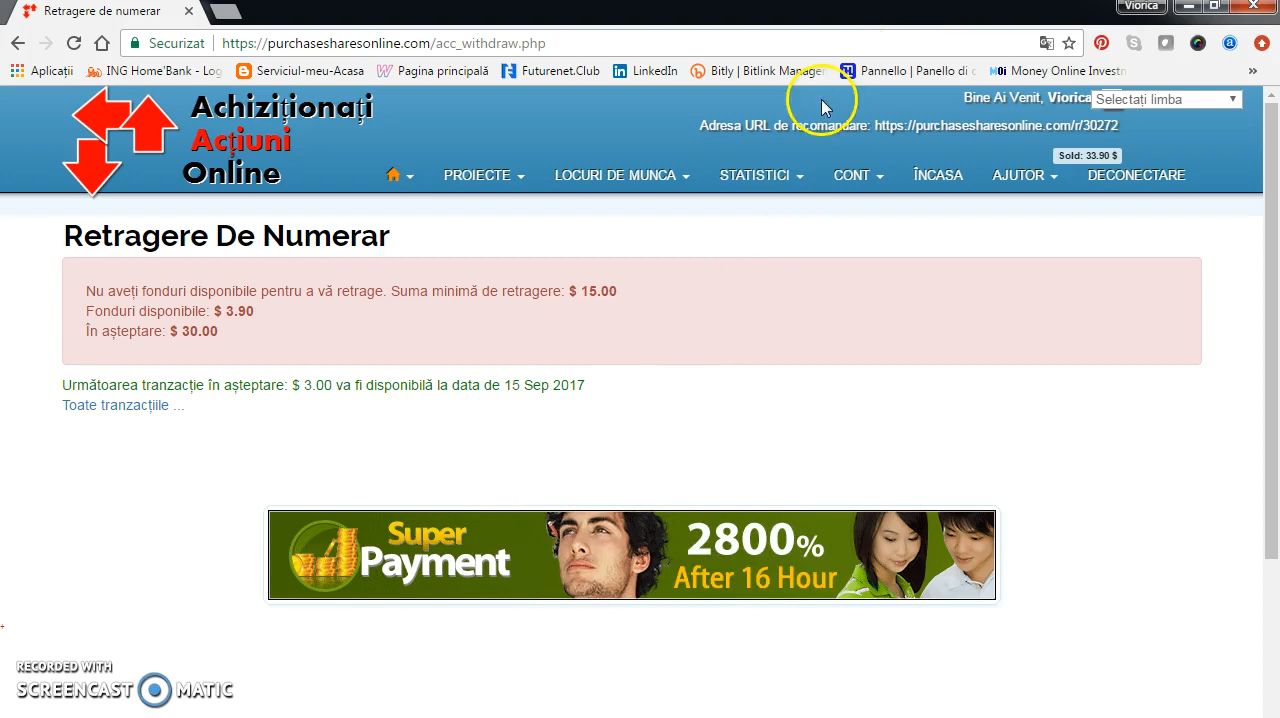 Retragere de numerar
Viorica
Securizat
https://purchasesharesonline.com/acc_withdraw.php
Aplicații
ING Home'Bank - Log
Serviciul-meu-Acasa
Pagina principală
Futurenet.Club
LinkedIn
Bitly | Bitlink Manager
Pannello | Panano di c
Money Online Investm
»
Achiziționați
Acțiuni
Online
Bine Ai Venit, Viorica
Selectați limba
Adresa URL de recomandare: https://purchasesharesonline.com/r/30272
Sold: 33.90 $
PROIECTE
LOCURI DE MUNCA
STATISTICI
CONT
ÎNCASA
AJUTOR
DECONECTARE
Retragere De Numerar
Nu aveți fonduri disponibile pentru a vă retrage. Suma minimă de retragere: $ 15.00
Fonduri disponibile: $ 3.90
În așteptare: $ 30.00
Următoarea tranzacție în așteptare: $ 3.00 va fi disponibilă la data de 15 Sep 2017
Toate tranzacțiile ...
Super
Payment
2800%
After 16 Hour
RECORDED WITH
SCREENCAST MATIC